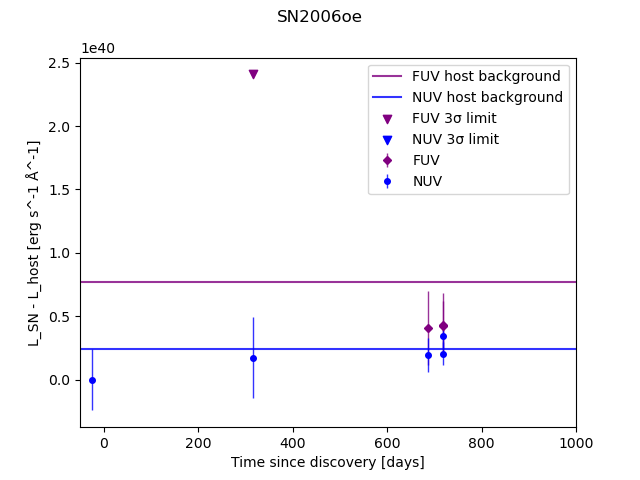 SN2006oe
1e40
FUV host background
NUV host background
FUV 3σ limit
NUV 3σ limit
FUV
NUV
2.5
2.0
1.5
1.0
0.5
0.0
L_SN - L_host [erg s^-1 Å^-1]
0 200 400 600 800 1000
Time since discovery [days]